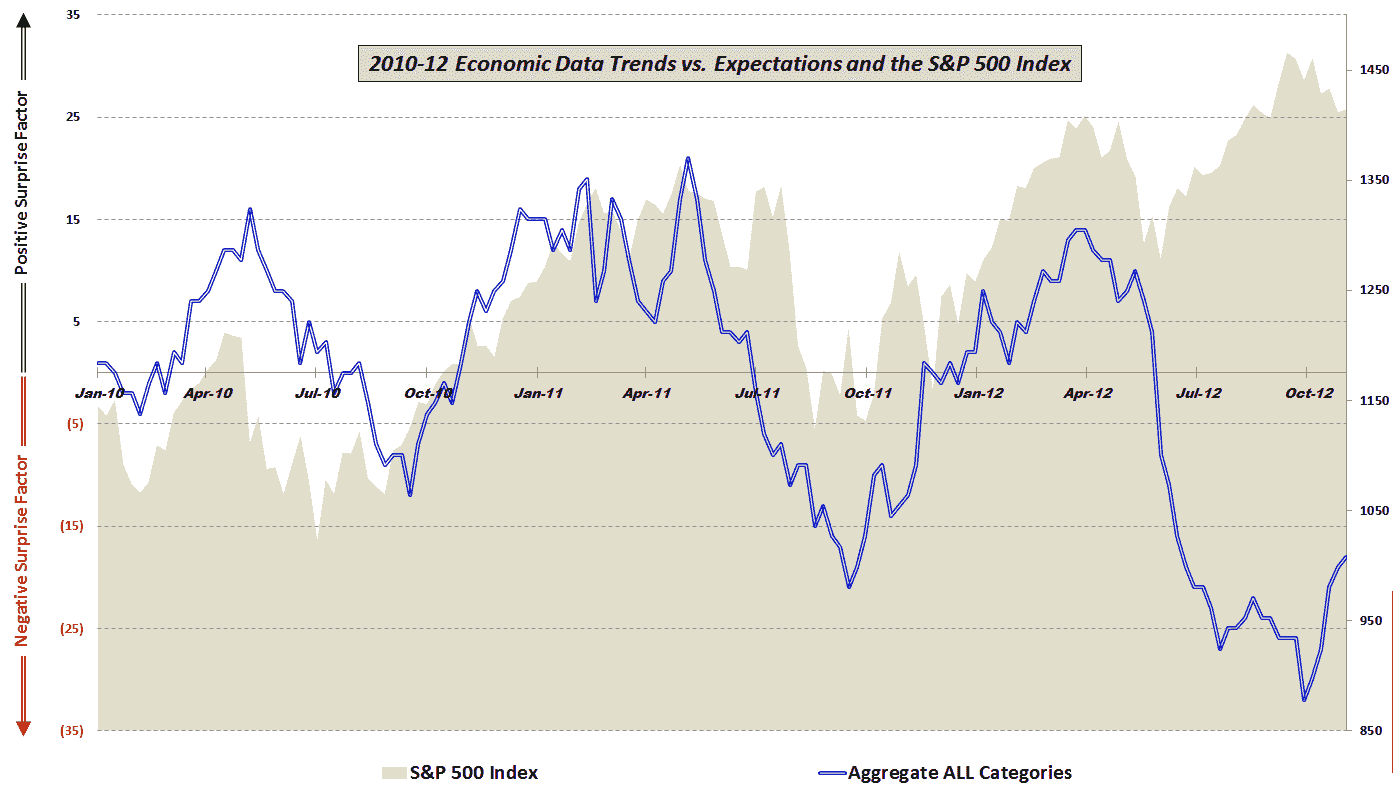 2010-12 Economic Data Trends vs. Expectations and the S&P 500 Index
Positive Surprise Factor
Negative Surprise Factor
35
25
15
5
(5)
(15)
(25)
(35)
1450
1350
1250
1150
1050
950
850
Jan-10 Apr-10 Jul-10 Oct-10 Jan-11 Apr-11 Jul-11 Oct-11 Jan-12 Apr-12 Jul-12 Oct-12
S&P 500 Index
Aggregate ALL Categories